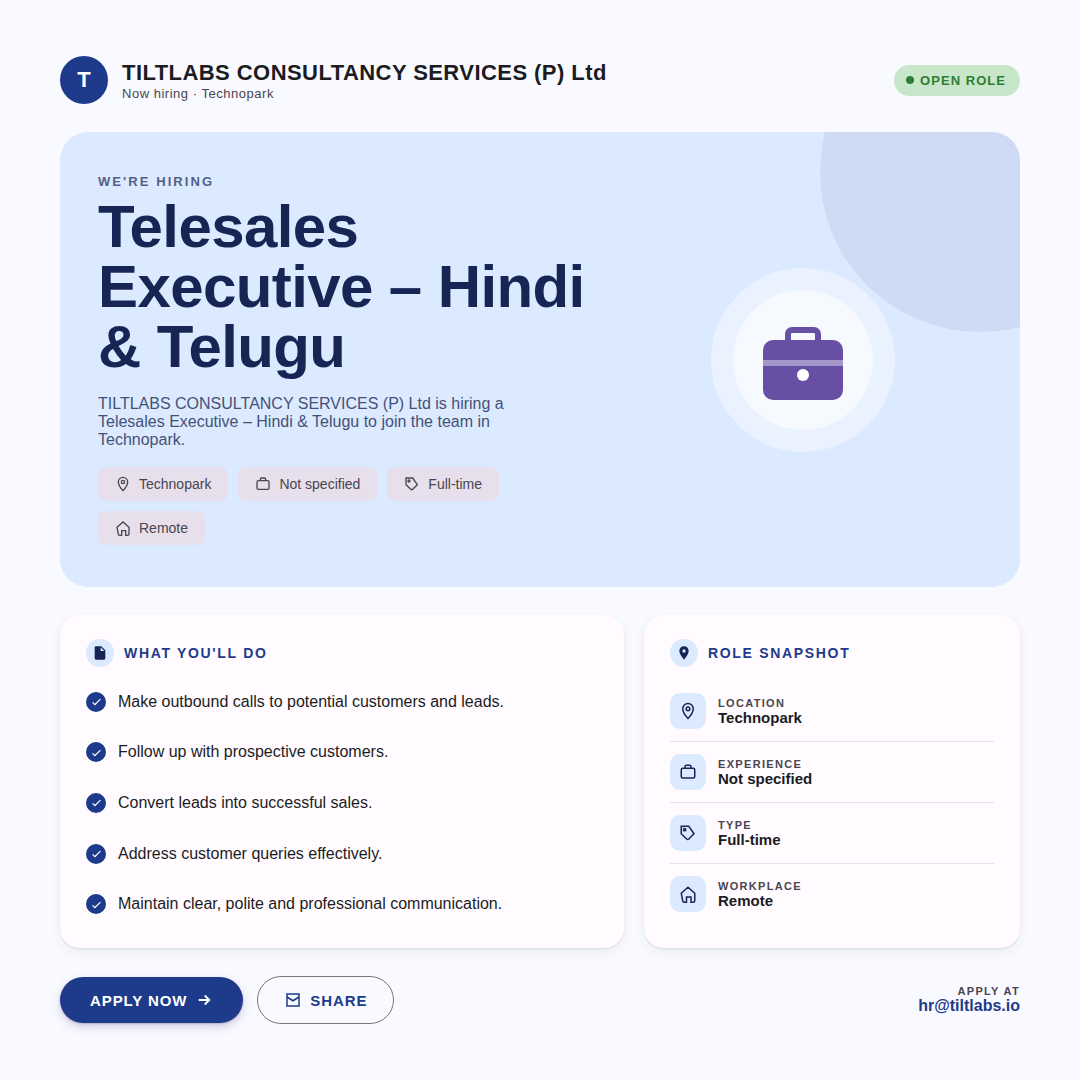 T
TILTLABS CONSULTANCY SERVICES (P) Ltd
Now hiring · Technopark
OPEN ROLE
WE'RE HIRING
Telesales
Executive – Hindi
& Telugu
TILTLABS CONSULTANCY SERVICES (P) Ltd is hiring a
Telesales Executive – Hindi & Telugu to join the team in
Technopark.
Technopark
Not specified
Full-time
Remote
WHAT YOU'LL DO
Make outbound calls to potential customers and leads.
Follow up with prospective customers.
Convert leads into successful sales.
Address customer queries effectively.
Maintain clear, polite and professional communication.
ROLE SNAPSHOT
LOCATION
Technopark
EXPERIENCE
Not specified
TYPE
Full-time
WORKPLACE
Remote
APPLY NOW
SHARE
APPLY AT
hr@tiltlabs.io